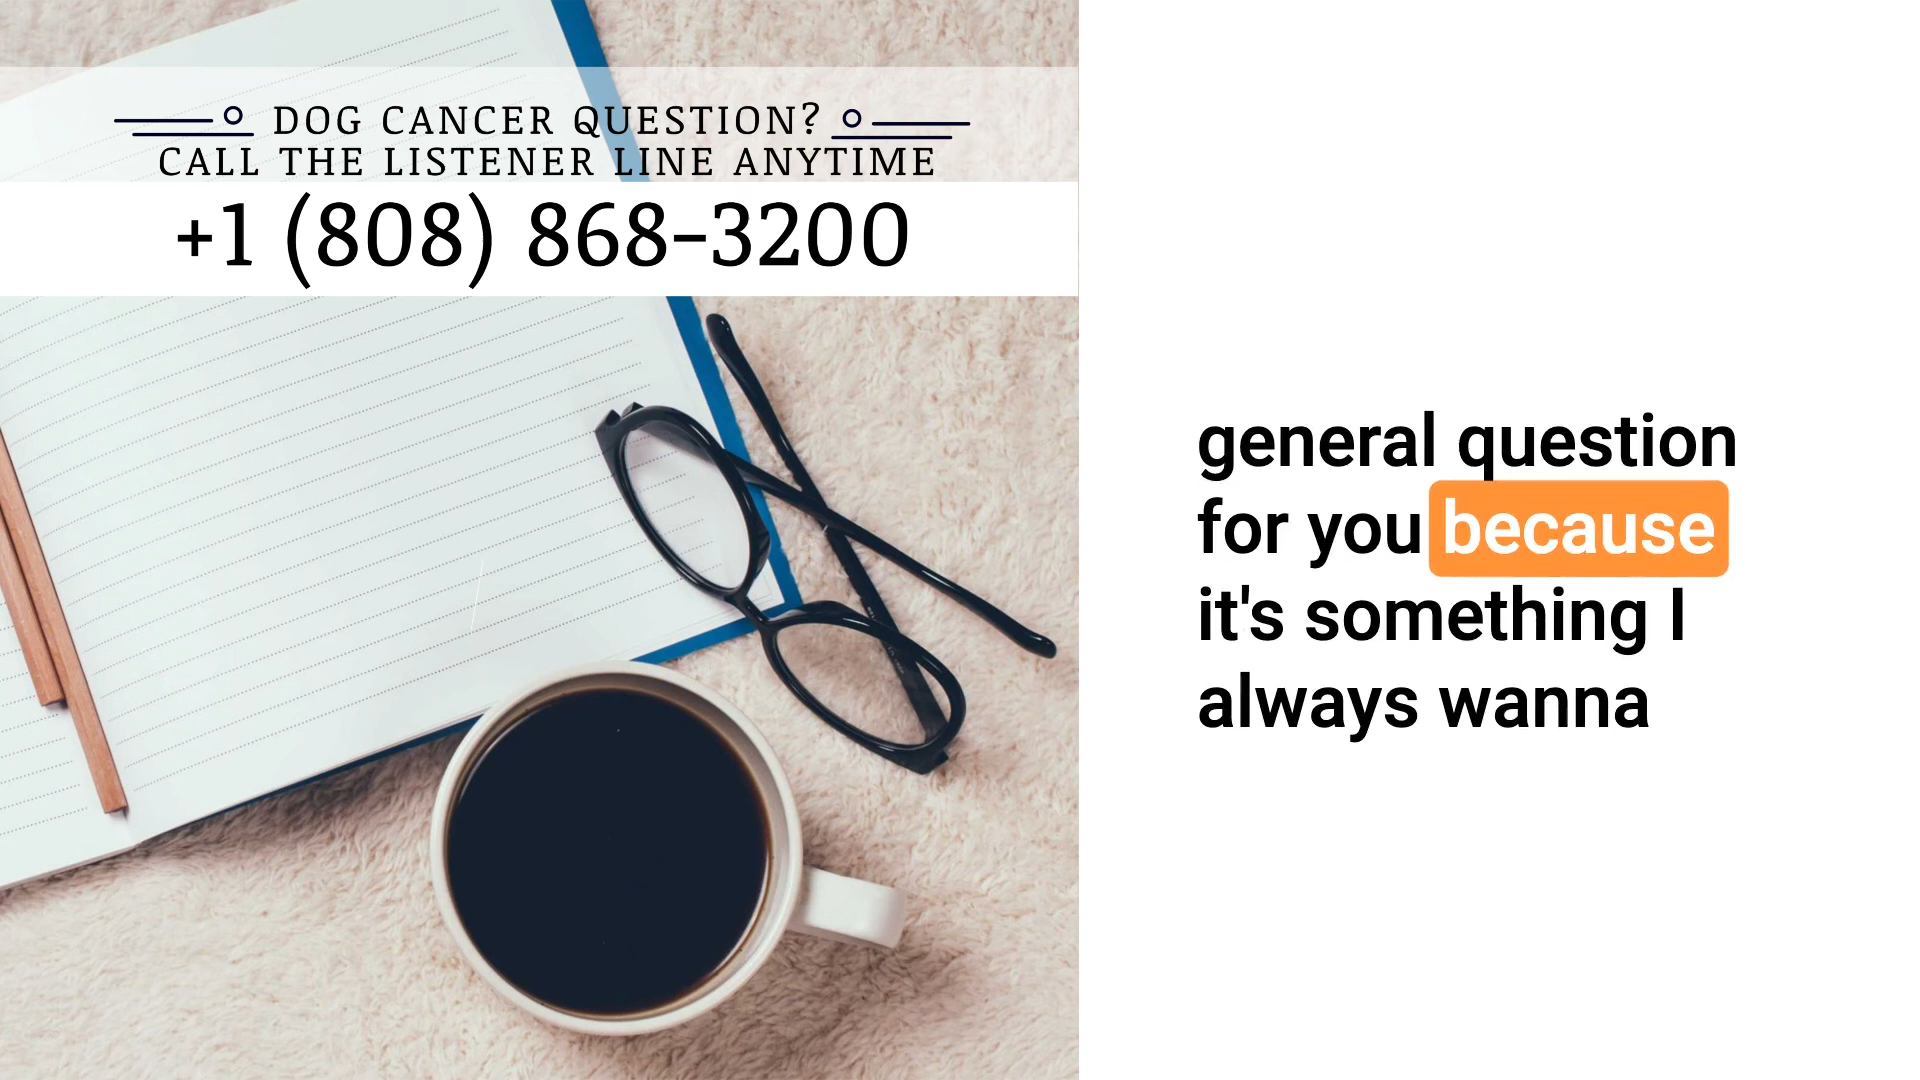 DOG CANCER QUESTION?
CALL THE LISTENER LINE ANYTIME
+1 (808) 868-3200
general question
for you because
it's something I
always wanna